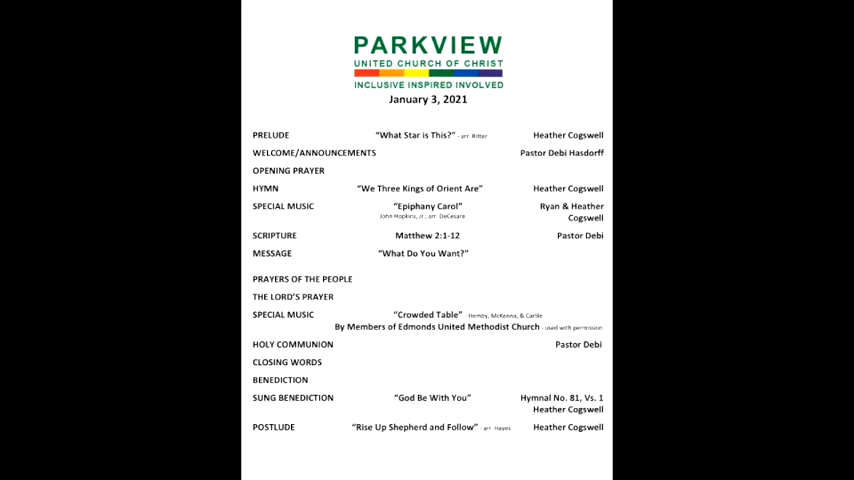 PARKVIEW
UNITED CHURCH OF CHRIST
INCLUSIVE INSPIRED INVOLVED
January 3, 2021
PRELUDE “What Star is This?” - arr. Ritter Heather Cogswell
WELCOME/ANNOUNCEMENTS Pastor Debi Hasdorff
OPENING PRAYER
HYMN “We Three Kings of Orient Are” Heather Cogswell
SPECIAL MUSIC “Epiphany Carol” Ryan & Heather
John Hopkins, Jr., arr. DeCesare Cogswell
SCRIPTURE Matthew 2:1-12 Pastor Debi
MESSAGE “What Do You Want?”
PRAYERS OF THE PEOPLE
THE LORD’S PRAYER
SPECIAL MUSIC “Crowded Table” Hemby, McKenna, & Carlile
By Members of Edmonds United Methodist Church - used with permission
HOLY COMMUNION Pastor Debi
CLOSING WORDS
BENEDICTION
SUNG BENEDICTION “God Be With You” Hymnal No. 81, Vs. 1
Heather Cogswell
POSTLUDE “Rise Up Shepherd and Follow” - arr. Hayes Heather Cogswell